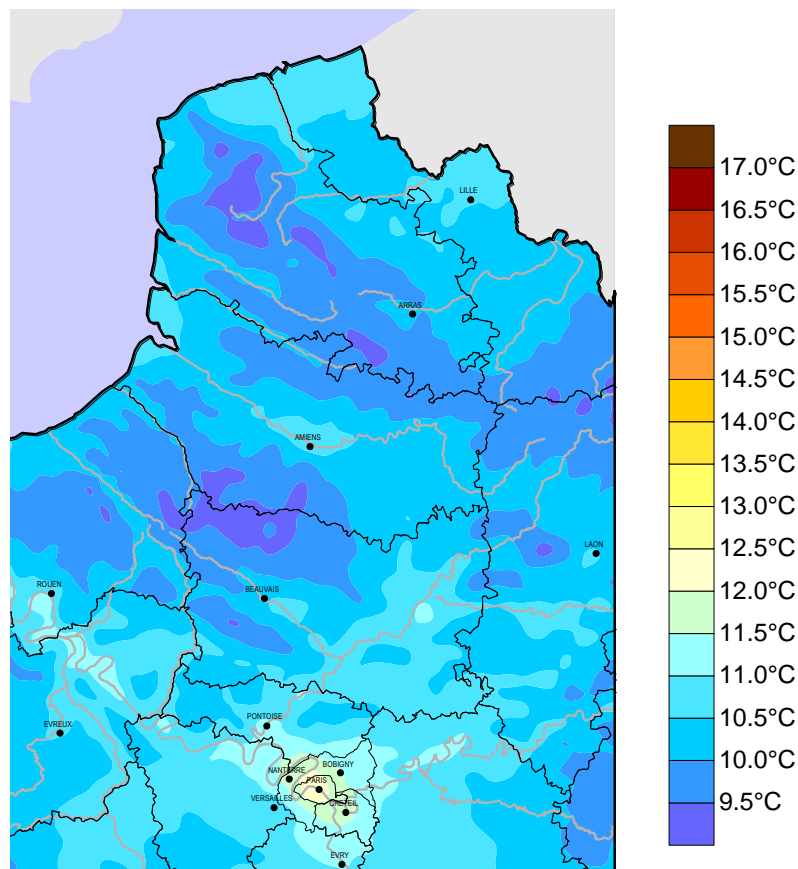 LILLE
ARRAS
AMIENS
LAON
ROUEN
BEAUVAIS
PONTOISE
EVREUX
BOBIGNY
NANTERRE
PARIS
VERSAILLES
CRETEIL
EVRY
17.0°C
16.5°C
16.0°C
15.5°C
15.0°C
14.5°C
14.0°C
13.5°C
13.0°C
12.5°C
12.0°C
11.5°C
11.0°C
10.5°C
10.0°C
9.5°C